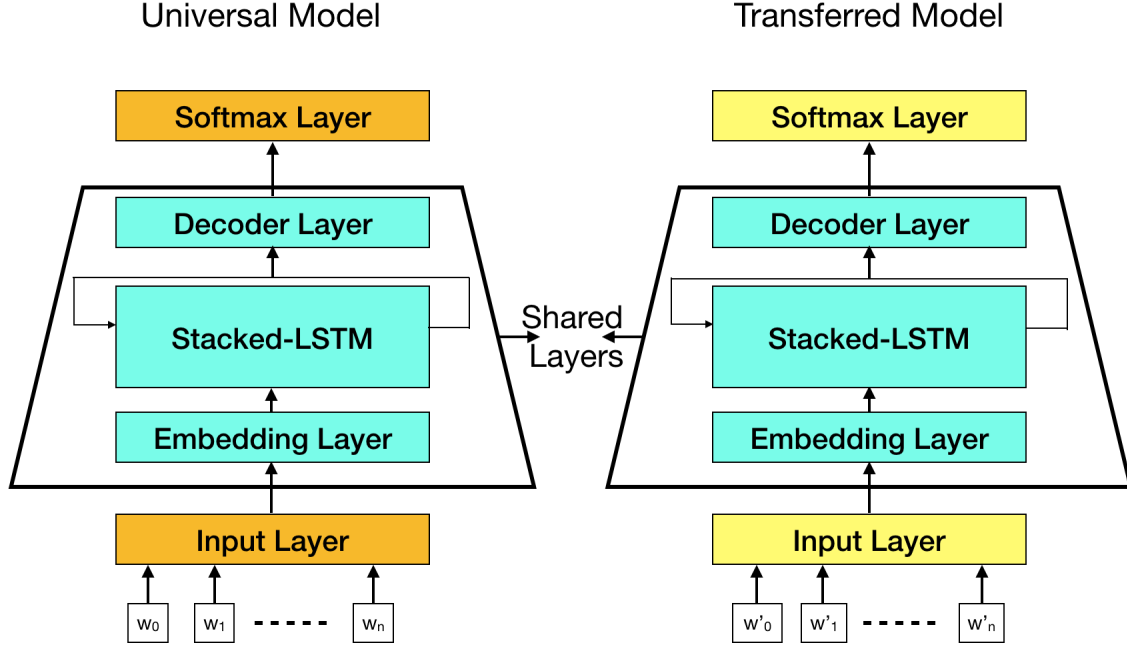 Universal Model
Transferred Model
Softmax Layer
Softmax Layer
Decoder Layer
Decoder Layer
Stacked-LSTM
Shared
Layers
Stacked-LSTM
Embedding Layer
Embedding Layer
Input Layer
Input Layer
w₀ w₁ wₙ
w'₀ w'₁ w'ₙ